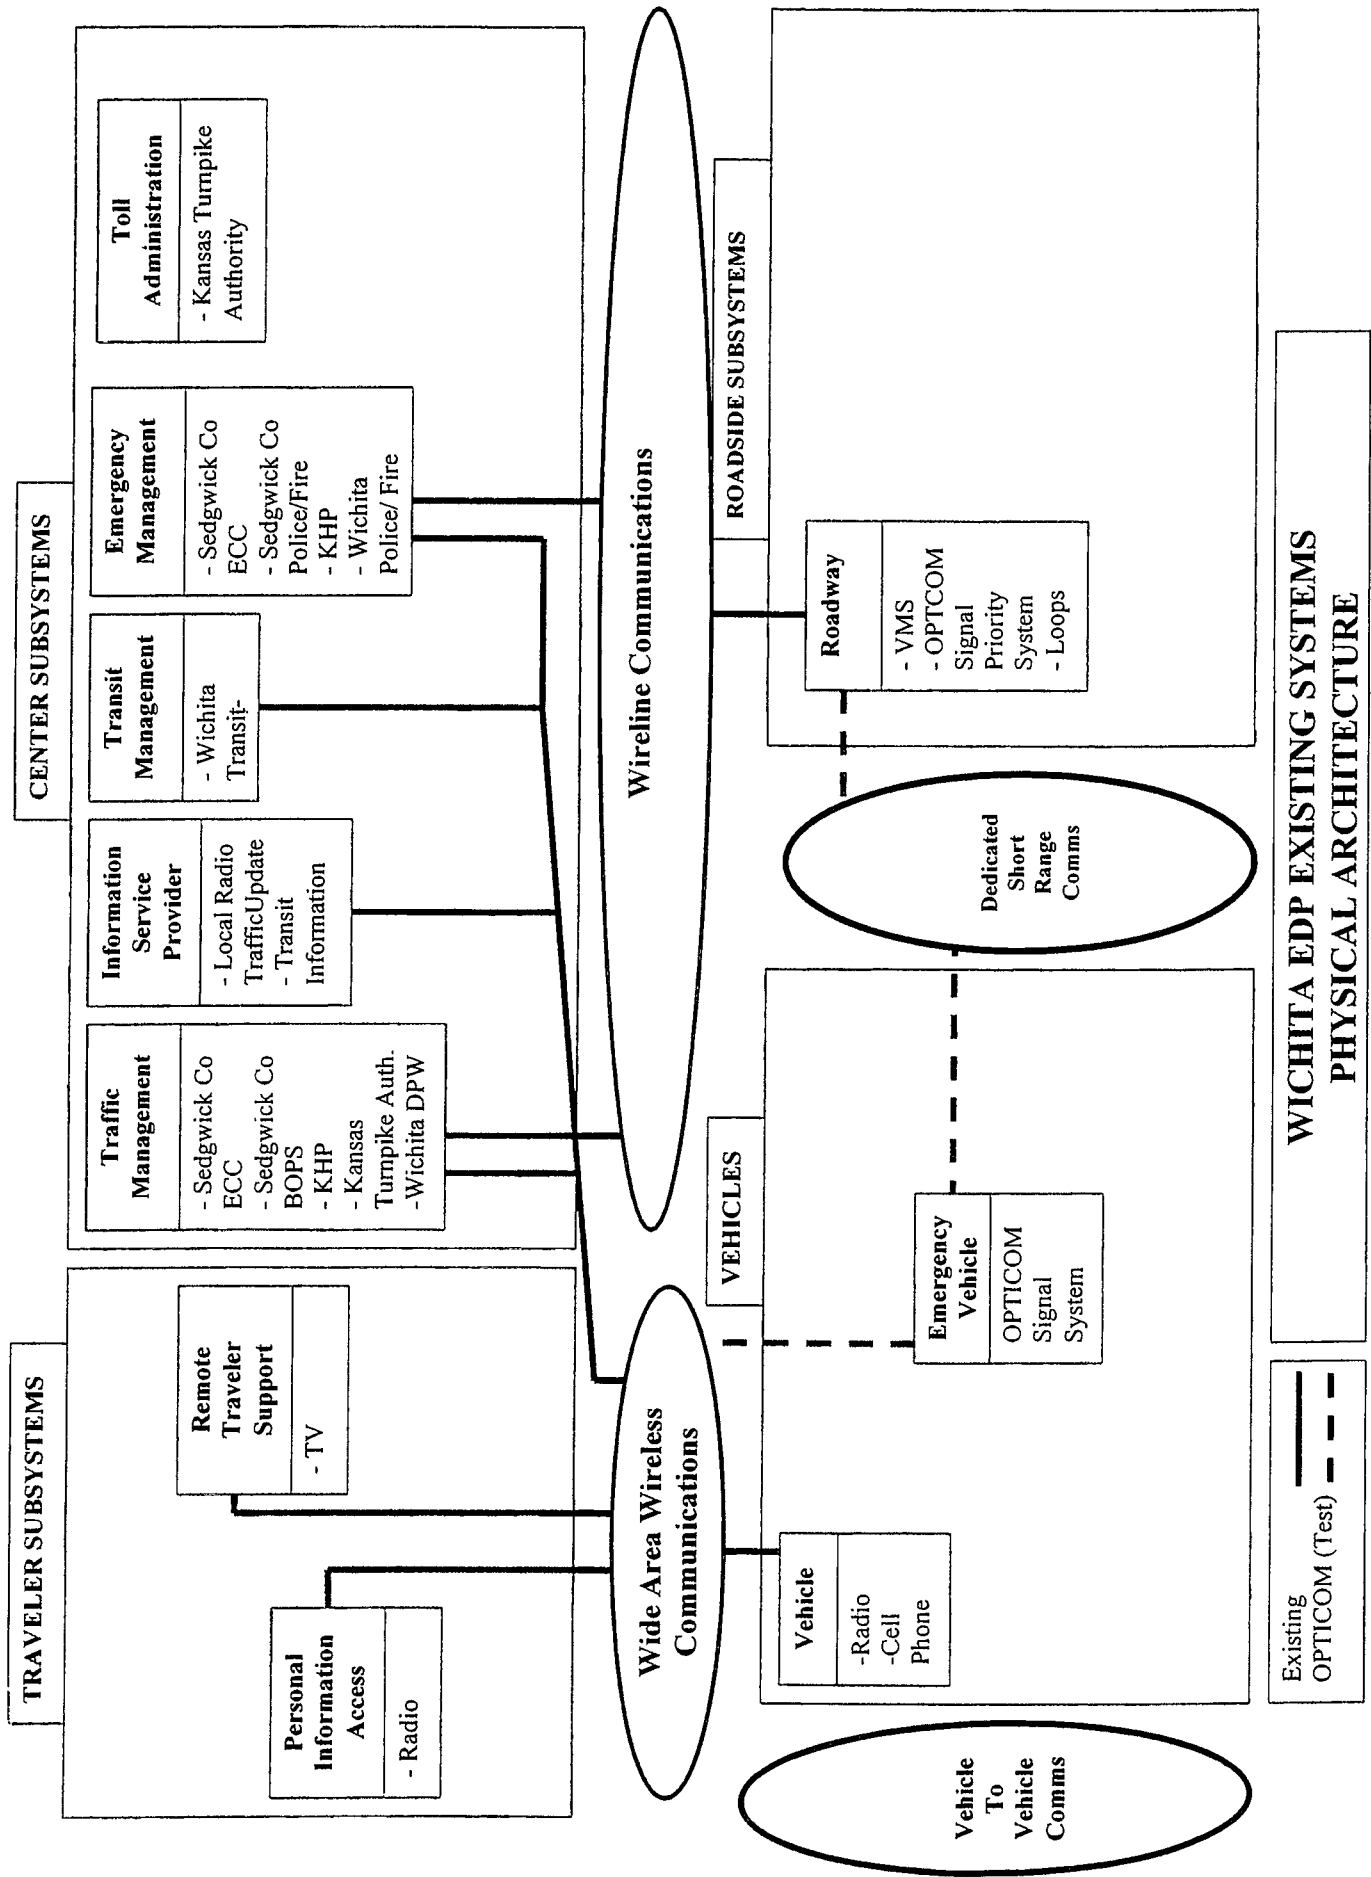 TRAVELER SUBSYSTEMS
Personal
Information
Access
- Radio
Remote
Traveler
Support
- TV
CENTER SUBSYSTEMS
Traffic
Management
- Sedgwick Co
ECC
- Sedgwick Co
BOPS
- KHP
- Kansas
Turnpike Auth.
-Wichita DPW
Information
Service
Provider
- Local Radio
TrafficUpdate
- Transit
Information
Transit
Management
- Wichita
Transit-
Emergency
Management
- Sedgwick Co
ECC
- Sedgwick Co
Police/Fire
- KHP
- Wichita
Police/ Fire
Toll
Administration
- Kansas Turnpike
Authority
Wide Area Wireless
Communications
Wireline Communications
Vehicle
To
Vehicle
Comms
VEHICLES
Vehicle
-Radio
-Cell
Phone
Emergency
Vehicle
OPTICOM
Signal
System
Dedicated
Short
Range
Comms
ROADSIDE SUBSYSTEMS
Roadway
- VMS
- OPTCOM
Signal
Priority
System
- Loops
Existing
OPTICOM (Test)
WICHITA EDP EXISTING SYSTEMS
PHYSICAL ARCHITECTURE